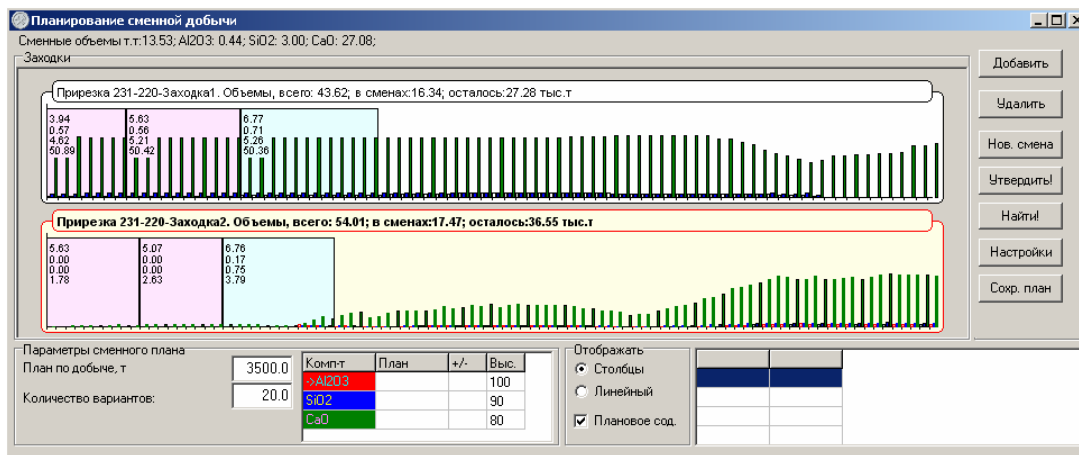 Планирование сменной добычи
Сменные объемы т.т:13.53; Al2O3: 0.44; SiO2: 3.00; CaO: 27.08;
Заходки
Добавить
Прирезка 231-220-Заходка1. Объемы, всего: 43.62; в сменах:16.34; осталось:27.28 тыс.т
3.94 5.63 6.77
0.57 0.56 0.71
4.62 5.21 5.26
50.89 50.42 50.36
Удалить
Нов. смена
Утвердить!
Прирезка 231-220-Заходка2. Объемы, всего: 54.01; в сменах:17.47; осталось:36.55 тыс.т
5.63 5.07 6.76
0.00 0.00 0.17
0.00 0.00 0.75
1.78 2.63 3.79
Найти!
Настройки
Сохр. план
Параметры сменного плана
План по добыче, т 3500.0
Количество вариантов: 20.0
Комп-т План +/- Выс.
->Al2O3 100
SiO2 90
CaO 80
Отображать
Столбцы
Линейный
Плановое сод.